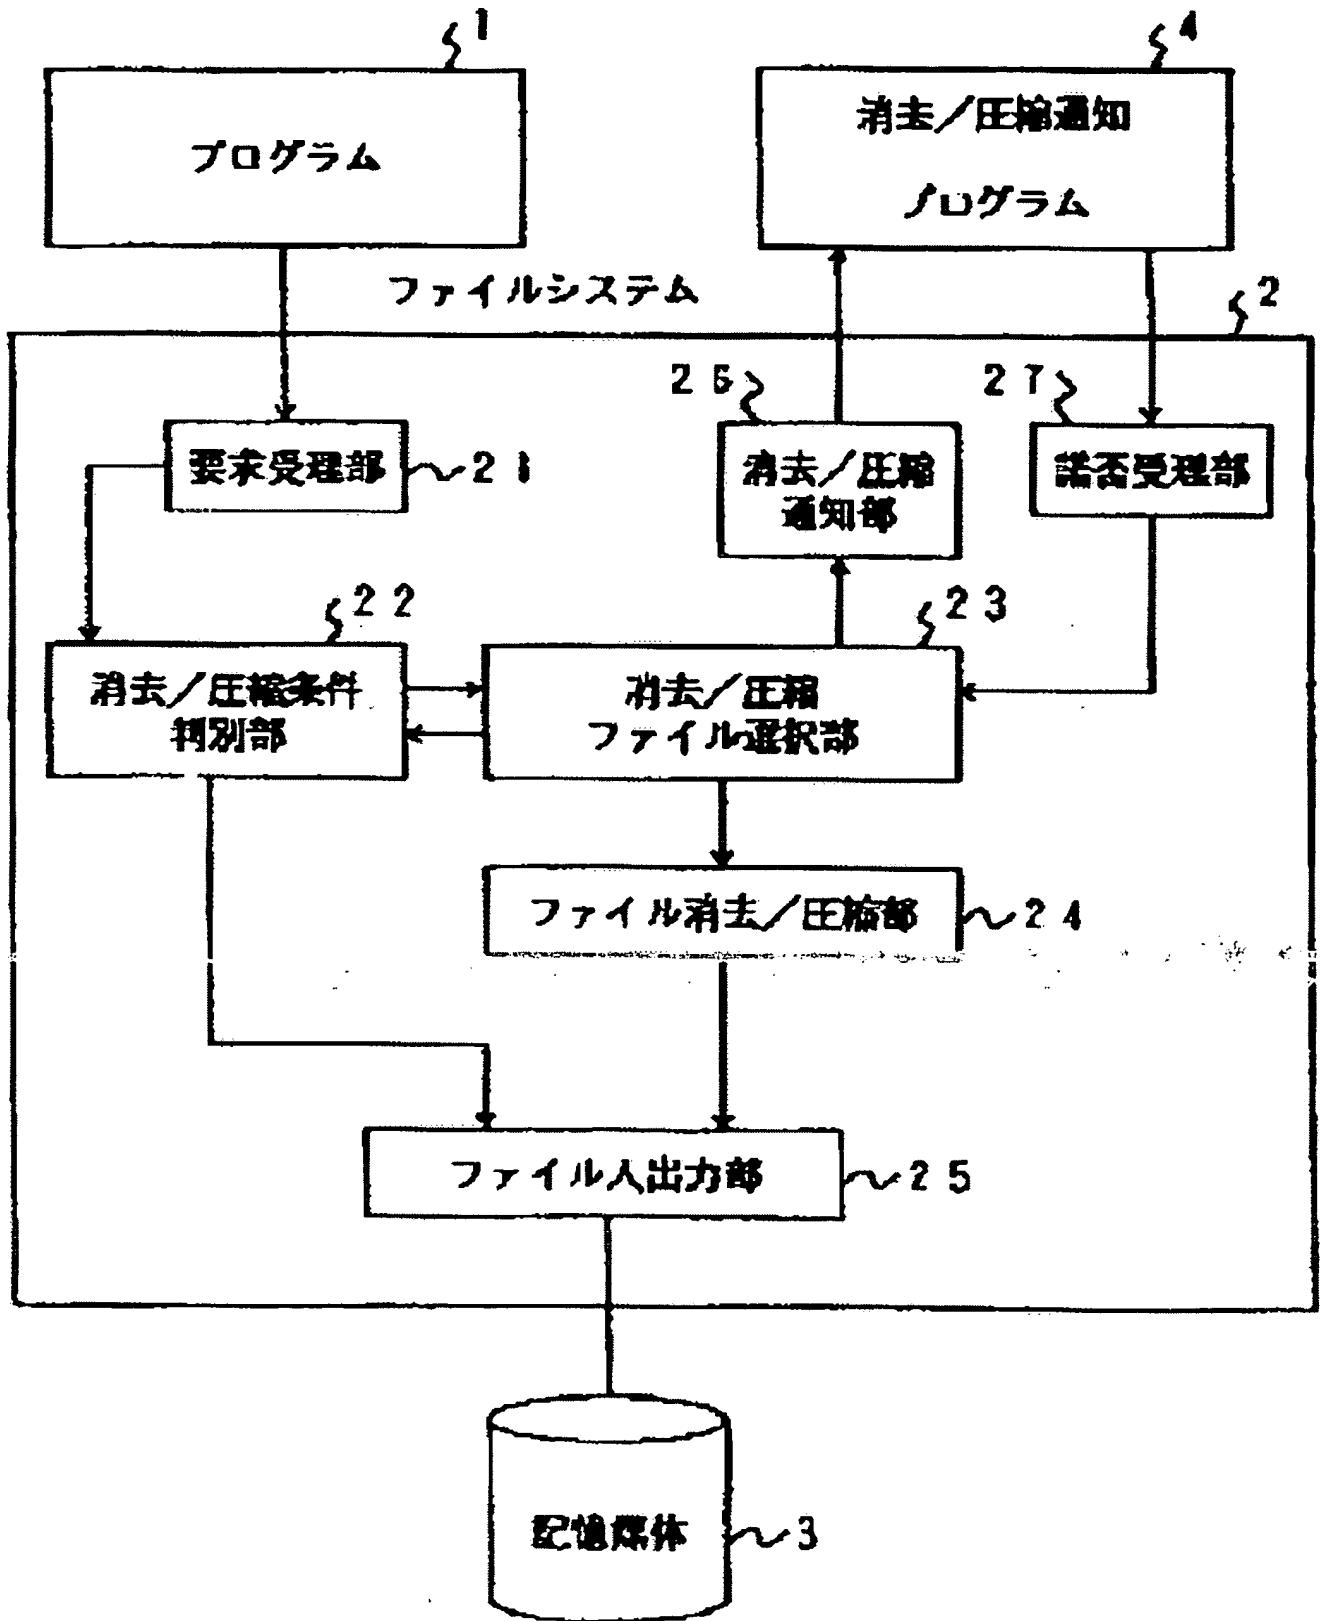 1
プログラム
4
消去／圧縮通知
プログラム
ファイルシステム
2
要求受理部
21
26
消去／圧縮
通知部
27
諾否受理部
22
消去／圧縮条件
判別部
23
消去／圧縮
ファイル選択部
ファイル消去／圧縮部
24
ファイル入出力部
25
記憶媒体
3